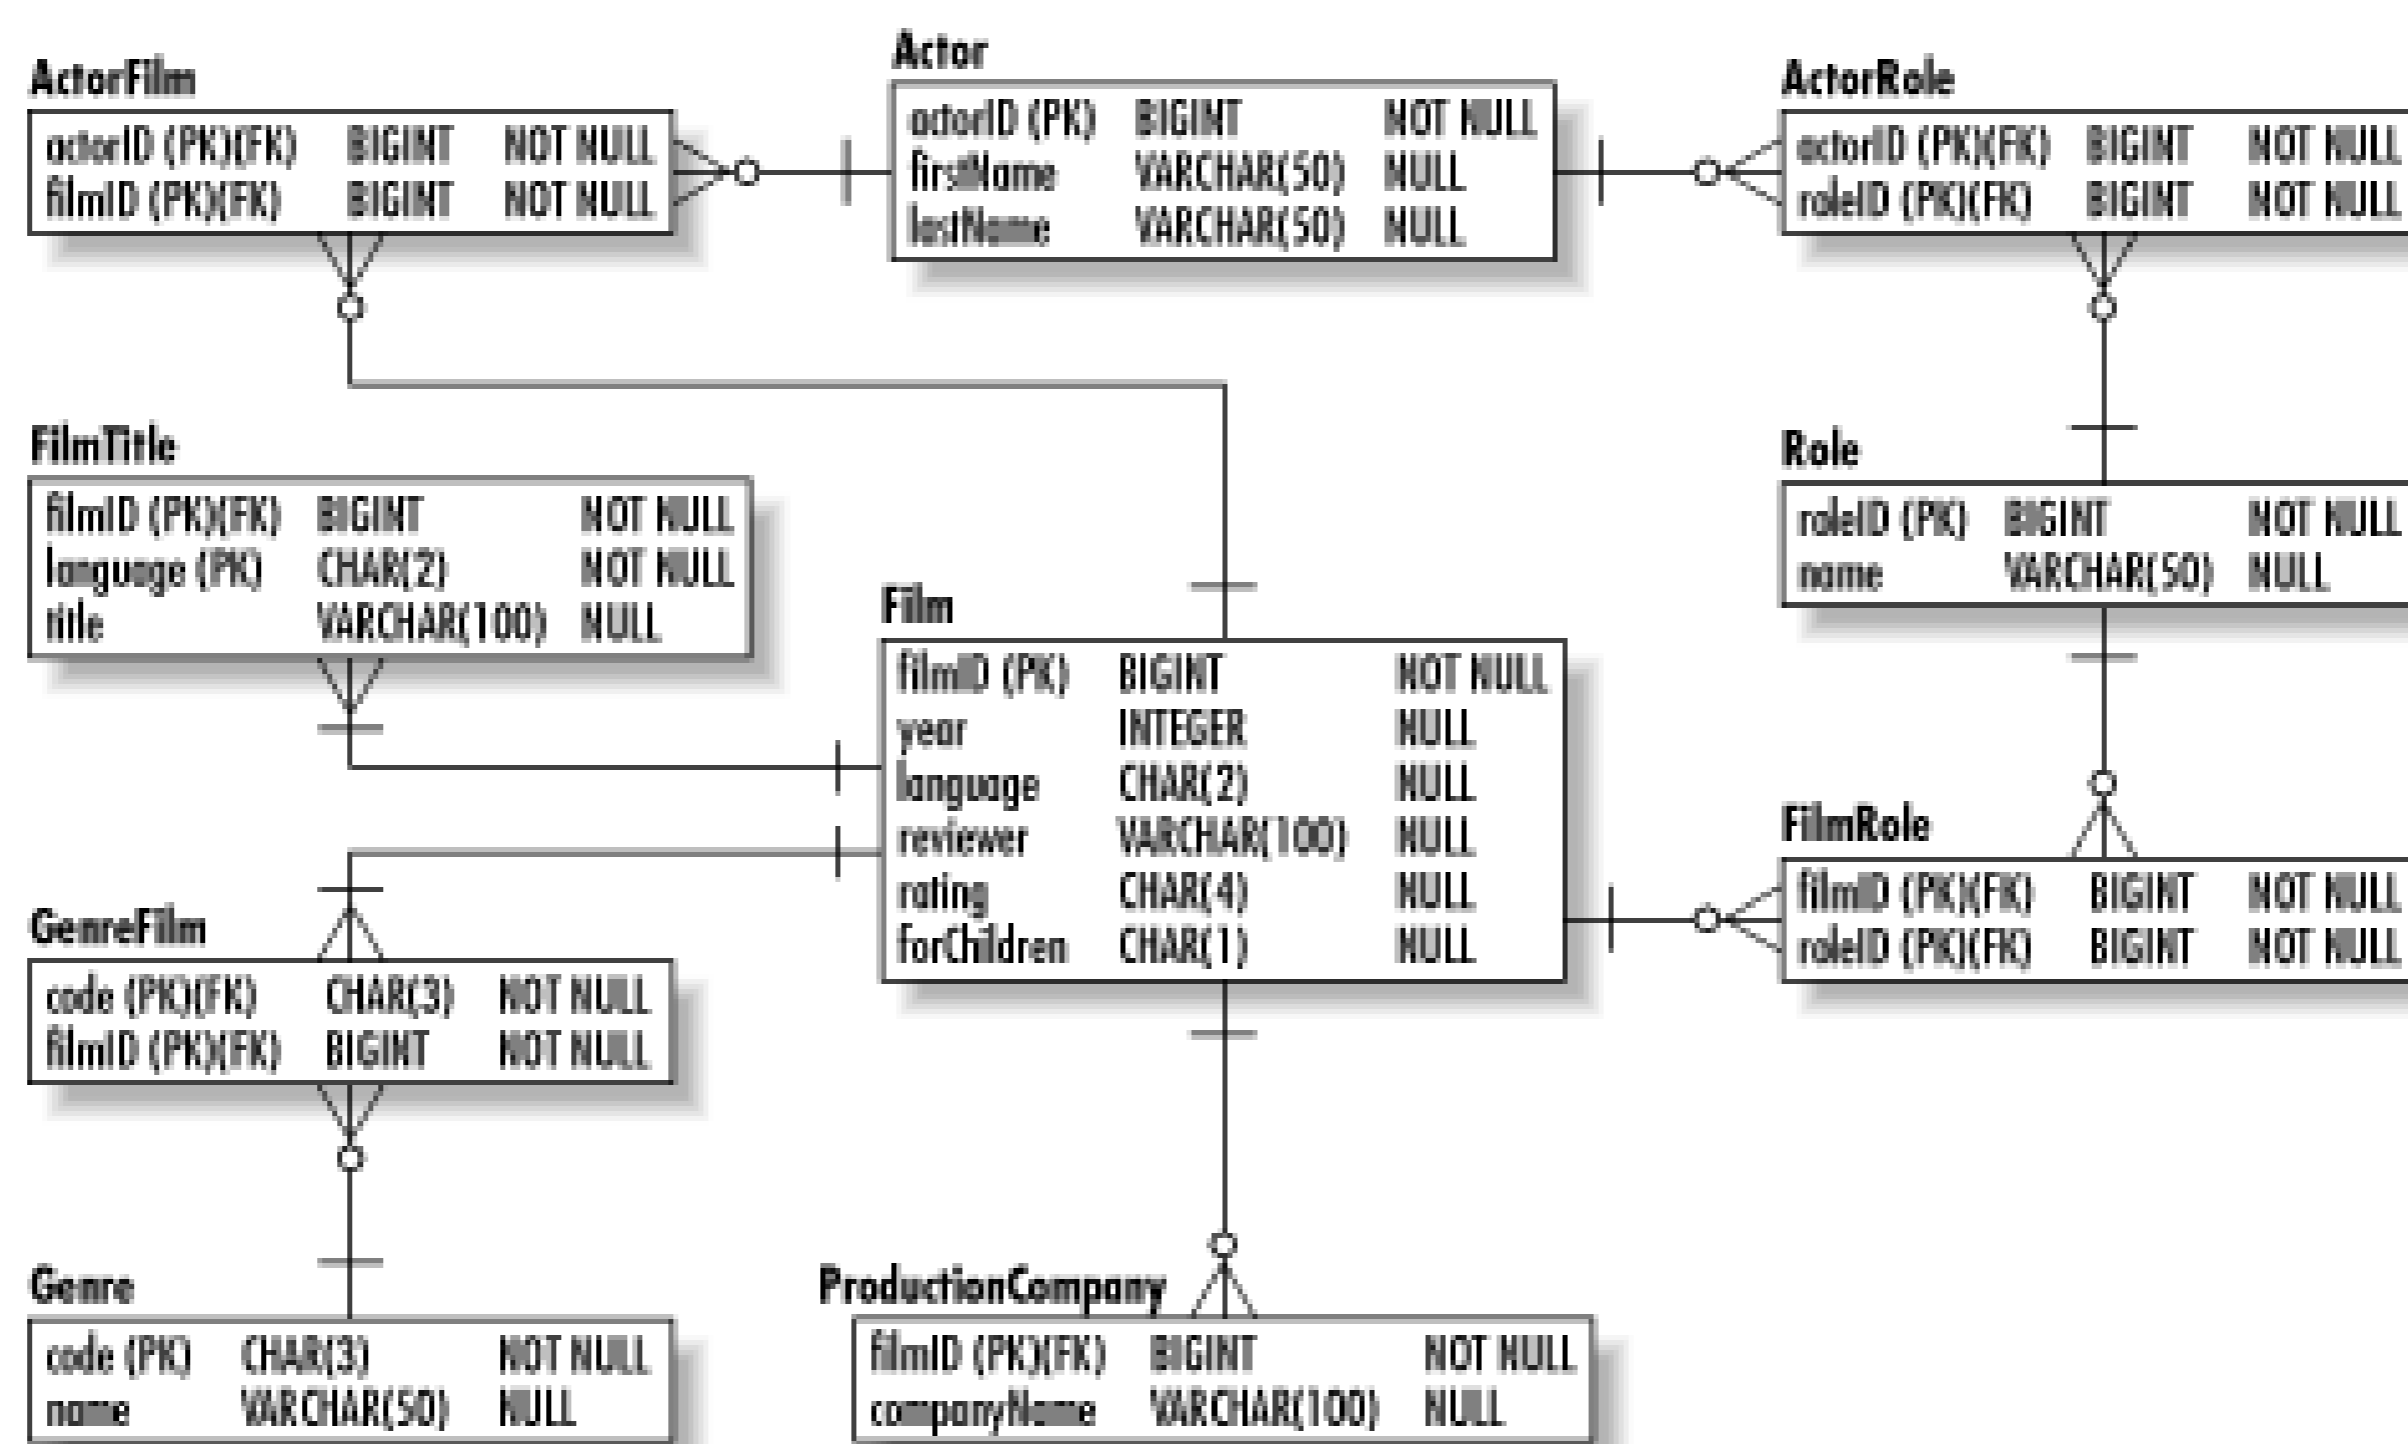 ActorFilm
actorID (PK)(FK) BIGINT NOT NULL
filmID (PK)(FK) BIGINT NOT NULL
Actor
actorID (PK) BIGINT NOT NULL
firstName VARCHAR(50) NULL
lastName VARCHAR(50) NULL
ActorRole
actorID (PK)(FK) BIGINT NOT NULL
roleID (PK)(FK) BIGINT NOT NULL
FilmTitle
filmID (PK)(FK) BIGINT NOT NULL
language (PK) CHAR(2) NOT NULL
title VARCHAR(100) NULL
Film
filmID (PK) BIGINT NOT NULL
year INTEGER NULL
language CHAR(2) NULL
reviewer VARCHAR(100) NULL
rating CHAR(4) NULL
forChildren CHAR(1) NULL
Role
roleID (PK) BIGINT NOT NULL
name VARCHAR(50) NULL
FilmRole
filmID (PK)(FK) BIGINT NOT NULL
roleID (PK)(FK) BIGINT NOT NULL
GenreFilm
code (PK)(FK) CHAR(3) NOT NULL
filmID (PK)(FK) BIGINT NOT NULL
Genre
code (PK) CHAR(3) NOT NULL
name VARCHAR(50) NULL
ProductionCompany
filmID (PK)(FK) BIGINT NOT NULL
companyName VARCHAR(100) NULL